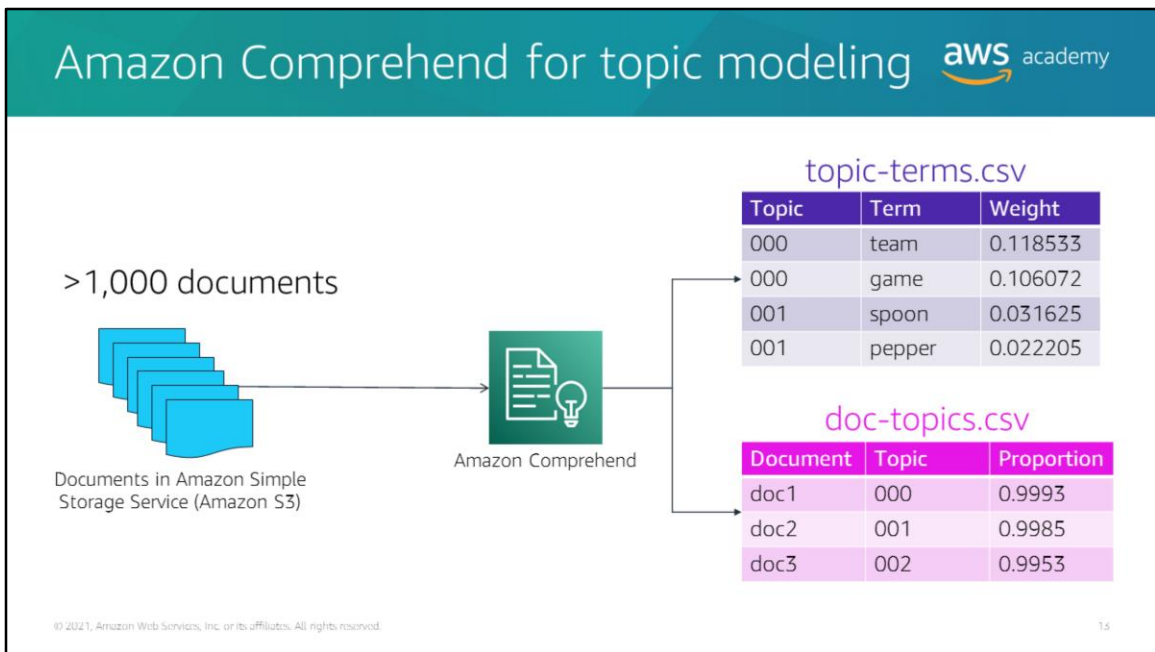 Amazon Comprehend for topic modeling
aws academy
>1,000 documents
Documents in Amazon Simple
Storage Service (Amazon S3)
Amazon Comprehend
topic-terms.csv
Topic Term Weight
000 team 0.118533
000 game 0.106072
001 spoon 0.031625
001 pepper 0.022205
doc-topics.csv
Document Topic Proportion
doc1 000 0.9993
doc2 001 0.9985
doc3 002 0.9953
© 2021, Amazon Web Services, Inc. or its affiliates. All rights reserved.
13